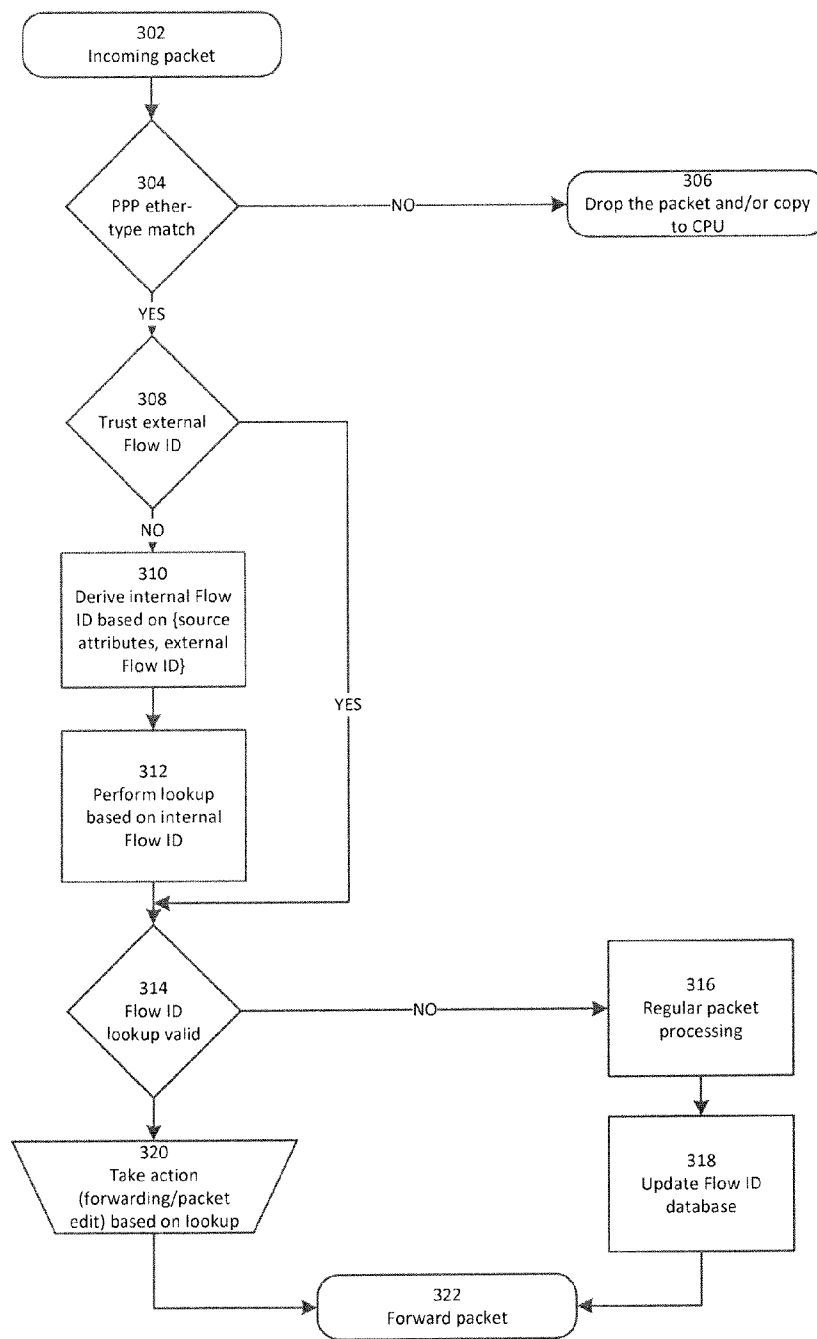 302
Incoming packet
304
PPP ether-
type match
NO
306
Drop the packet and/or copy
to CPU
YES
308
Trust external
Flow ID
NO
310
Derive internal Flow
ID based on {source
attributes, external
Flow ID}
YES
312
Perform lookup
based on internal
Flow ID
314
Flow ID
lookup valid
NO
316
Regular packet
processing
320
Take action
(forwarding/packet
edit) based on lookup
318
Update Flow ID
database
322
Forward packet